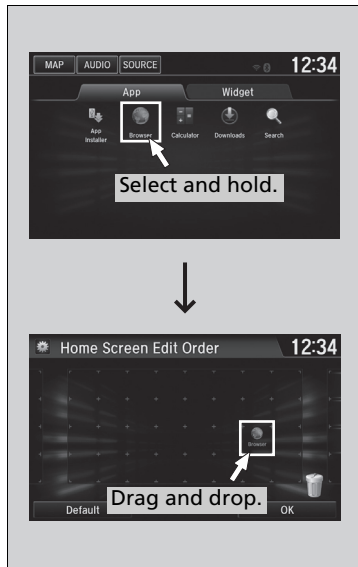 MAP AUDIO SOURCE 12:34
App Widget
App Installer Browser Calculator Downloads Search
Select and hold.
Home Screen Edit Order 12:34
Browser
Drag and drop.
Default OK